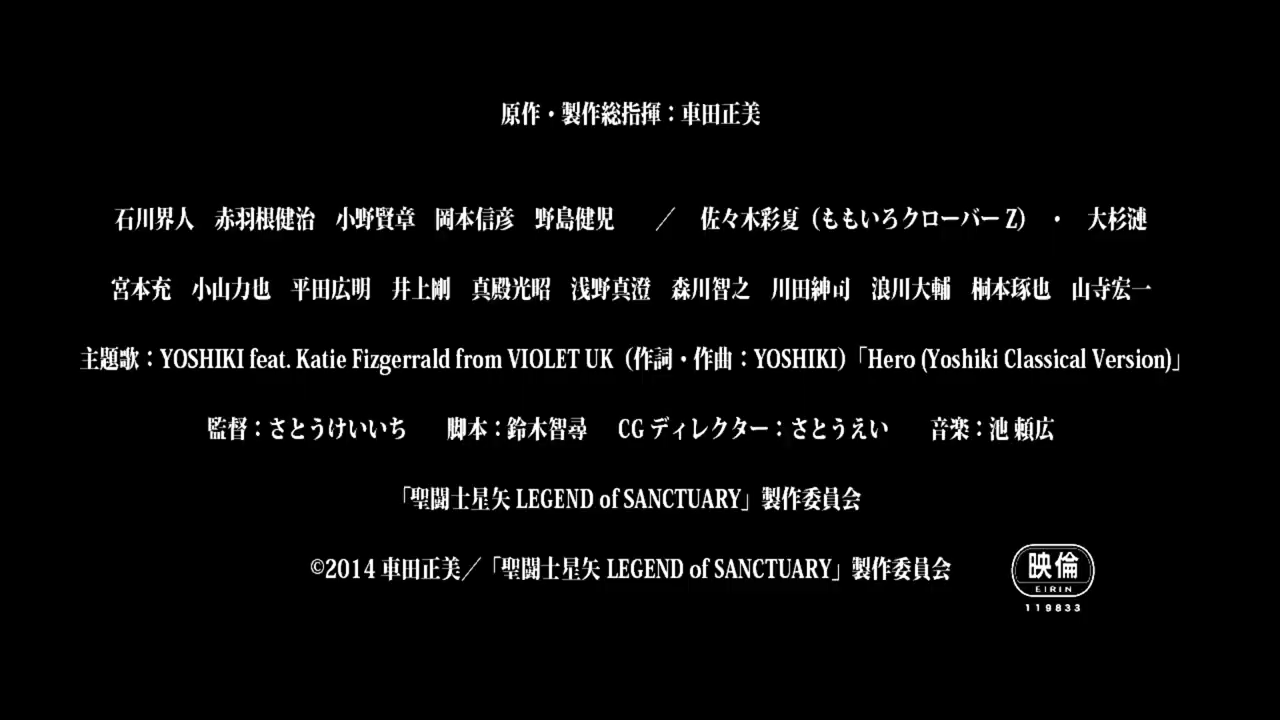 原作・製作総指揮：車田正美
石川界人　赤羽根健治　小野賢章　岡本信彦　野島健児　／　佐々木彩夏（ももいろクローバーZ）　・　大杉漣
宮本充　小山力也　平田広明　井上剛　真殿光昭　浅野真澄　森川智之　川田紳司　浪川大輔　桐本琢也　山寺宏一
主題歌：YOSHIKI feat. Katie Fizgerrald from VIOLET UK（作詞・作曲：YOSHIKI）「Hero (Yoshiki Classical Version)」
監督：さとうけいいち　脚本：鈴木智尋　CGディレクター：さとうえい　音楽：池 頼広
「聖闘士星矢 LEGEND of SANCTUARY」製作委員会
©2014 車田正美／「聖闘士星矢 LEGEND of SANCTUARY」製作委員会
映倫
EIRIN
119833